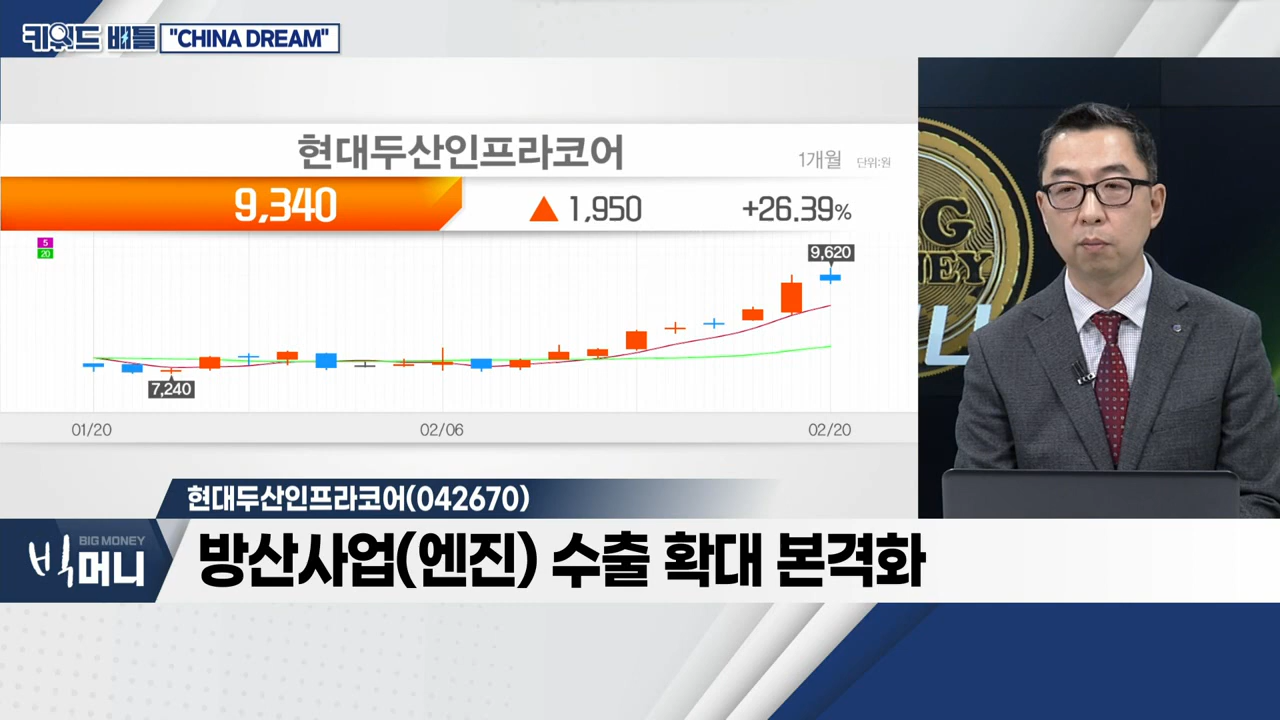 키워드 배틀 "CHINA DREAM"
현대두산인프라코어
1개월 단위:원
9,340 ▲ 1,950 +26.39%
5
20
9,620
7,240
01/20 02/06 02/20
현대두산인프라코어(042670)
BIG MONEY
빅머니
방산사업(엔진) 수출 확대 본격화